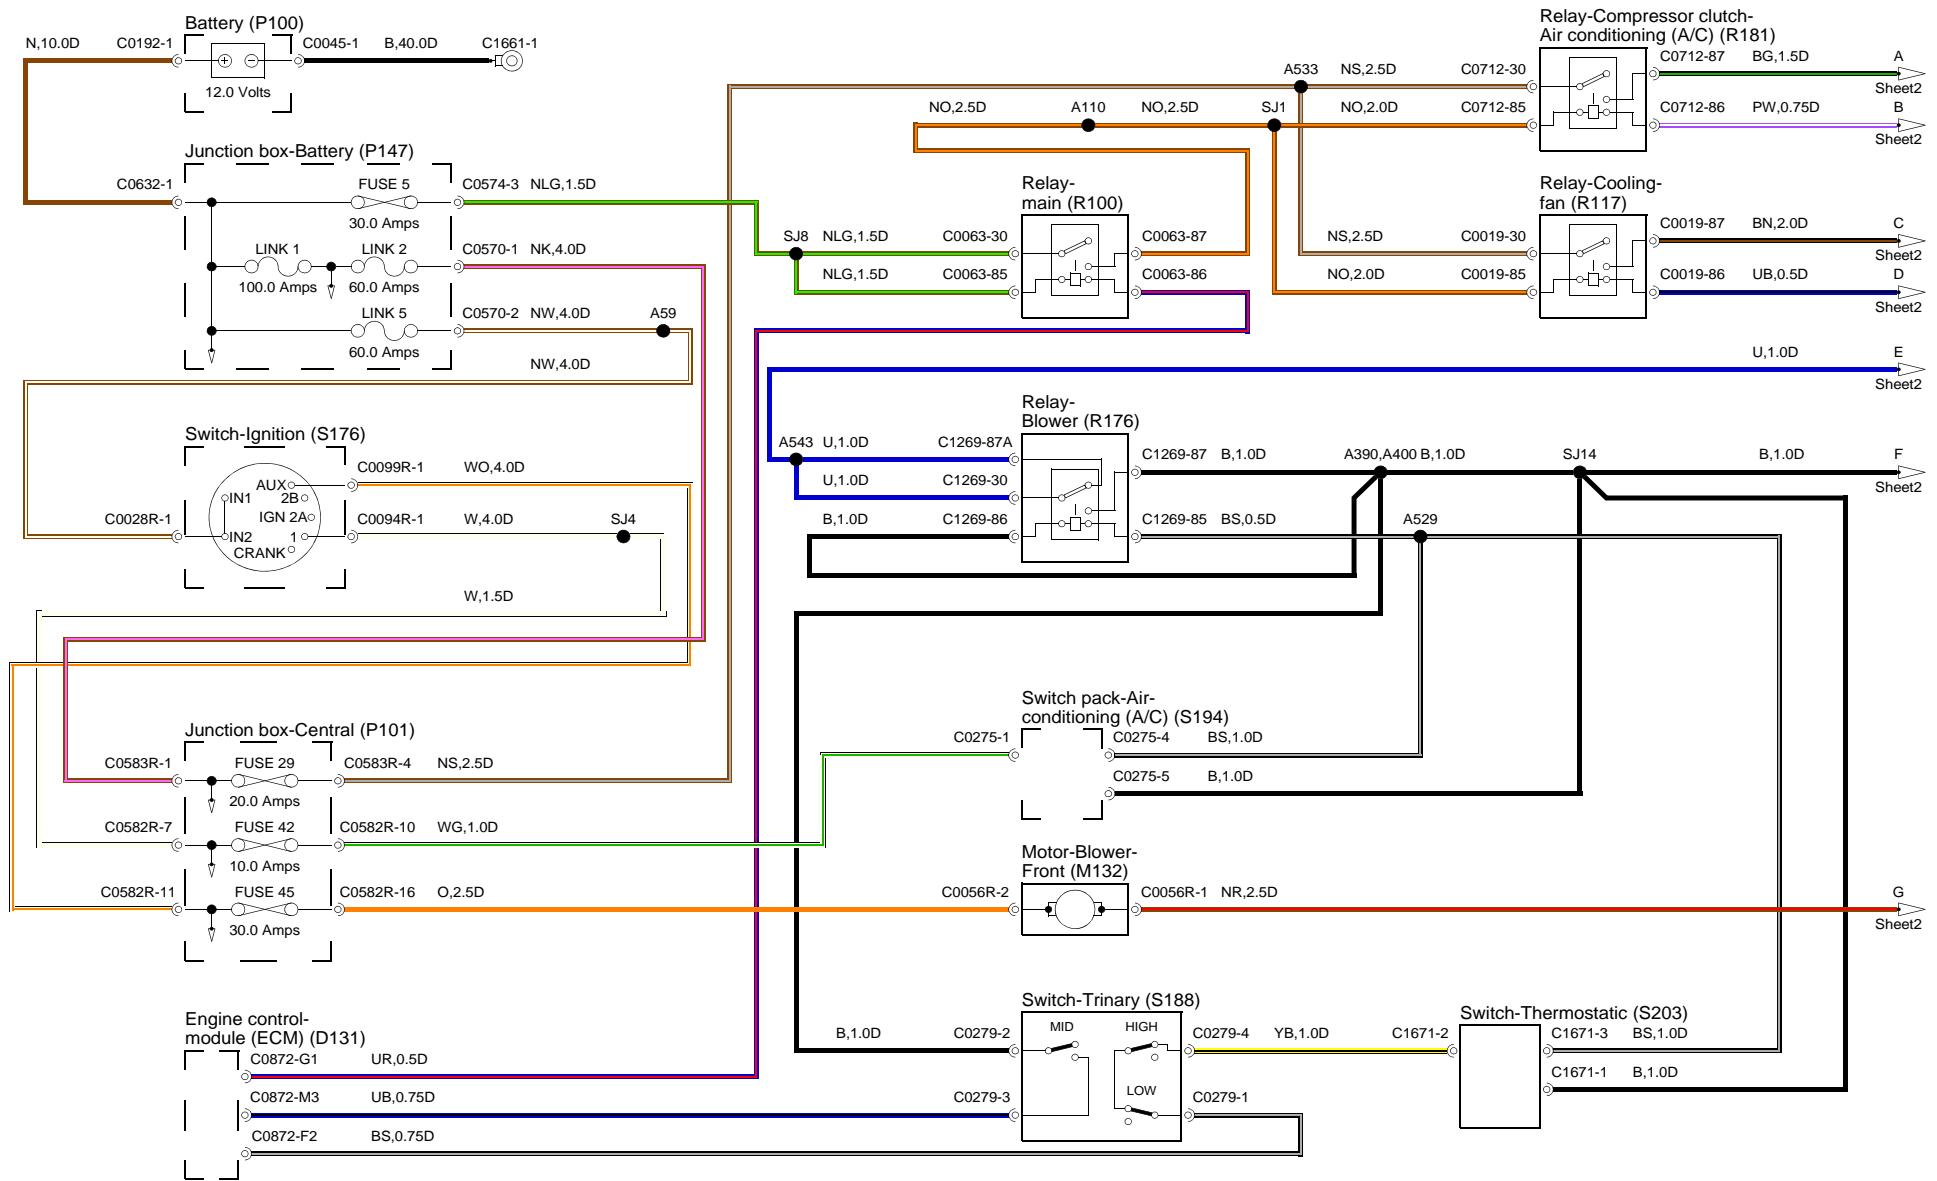 Battery (P100)
N,10.0D
C0192-1
C0045-1
B,40.0D
C1661-1
12.0 Volts
Junction box-Battery (P147)
C0632-1
FUSE 5
C0574-3
NLG,1.5D
30.0 Amps
LINK 1
LINK 2
C0570-1
NK,4.0D
100.0 Amps
60.0 Amps
LINK 5
C0570-2
NW,4.0D
A59
60.0 Amps
NW,4.0D
Switch-Ignition (S176)
C0099R-1
WO,4.0D
AUX
2B
IN1
IGN 2A
IN2
1
CRANK
C0028R-1
C0094R-1
W,4.0D
SJ4
W,1.5D
Junction box-Central (P101)
C0583R-1
FUSE 29
C0583R-4
NS,2.5D
20.0 Amps
C0582R-7
FUSE 42
C0582R-10
WG,1.0D
10.0 Amps
C0582R-11
FUSE 45
C0582R-16
O,2.5D
30.0 Amps
Engine control-
module (ECM) (D131)
C0872-G1
UR,0.5D
C0872-M3
UB,0.75D
C0872-F2
BS,0.75D
Relay-
main (R100)
SJ8
NLG,1.5D
C0063-30
C0063-87
NLG,1.5D
C0063-85
C0063-86
NO,2.5D
A110
NO,2.5D
SJ1
NO,2.0D
C0712-85
A533
NS,2.5D
C0712-30
Relay-Compressor clutch-
Air conditioning (A/C) (R181)
C0712-87
BG,1.5D
A
Sheet2
C0712-86
PW,0.75D
B
Sheet2
Relay-Cooling-
fan (R117)
NS,2.5D
C0019-30
C0019-87
BN,2.0D
C
Sheet2
NO,2.0D
C0019-85
C0019-86
UB,0.5D
D
Sheet2
U,1.0D
E
Sheet2
Relay-
Blower (R176)
A543
U,1.0D
C1269-87A
C1269-87
B,1.0D
A390,A400
B,1.0D
SJ14
B,1.0D
F
Sheet2
U,1.0D
C1269-30
B,1.0D
C1269-86
C1269-85
BS,0.5D
A529
Switch pack-Air-
conditioning (A/C) (S194)
C0275-1
C0275-4
BS,1.0D
C0275-5
B,1.0D
Motor-Blower-
Front (M132)
C0056R-2
C0056R-1
NR,2.5D
G
Sheet2
Switch-Trinary (S188)
B,1.0D
C0279-2
MID
HIGH
C0279-4
YB,1.0D
C1671-2
LOW
C0279-3
C0279-1
Switch-Thermostatic (S203)
C1671-3
BS,1.0D
C1671-1
B,1.0D